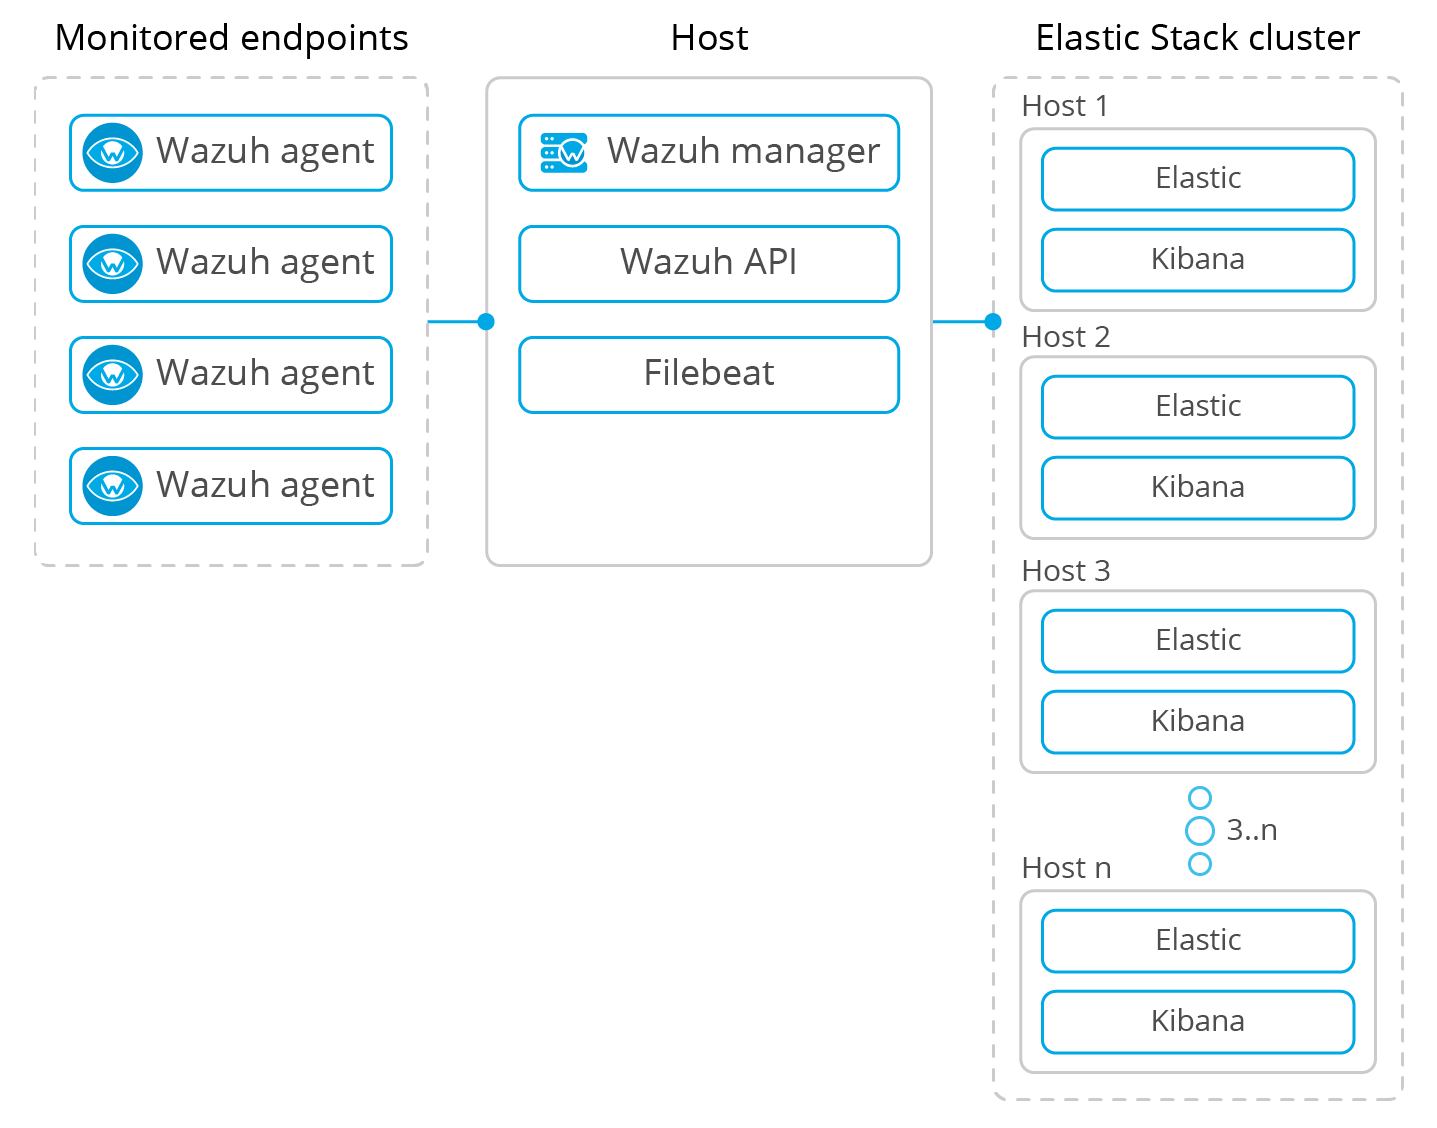 Monitored endpoints
Wazuh agent
Wazuh agent
Wazuh agent
Wazuh agent
Host
Wazuh manager
Wazuh API
Filebeat
Elastic Stack cluster
Host 1
Elastic
Kibana
Host 2
Elastic
Kibana
Host 3
Elastic
Kibana
3..n
Host n
Elastic
Kibana